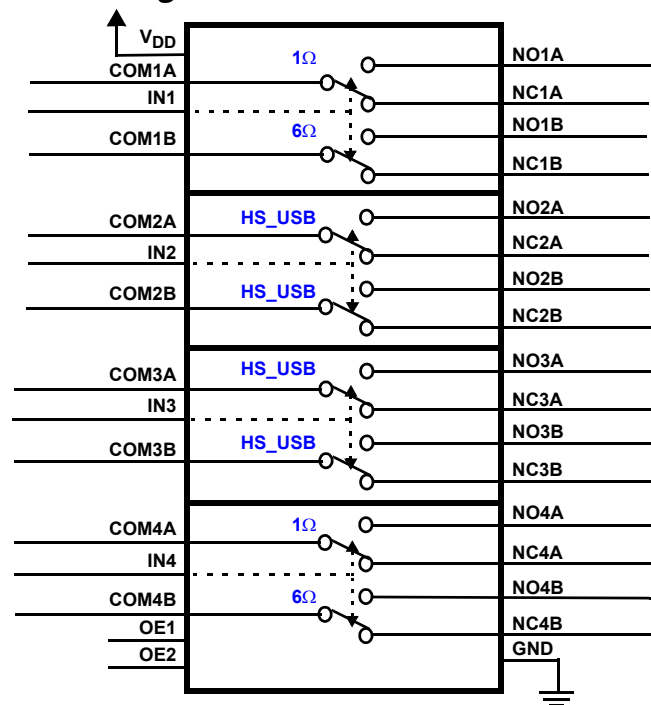 VDD
1Ω
NO1A
COM1A
NC1A
IN1
NO1B
6Ω
COM1B
NC1B
NO2A
COM2A
HS_USB
NC2A
IN2
NO2B
COM2B
HS_USB
NC2B
NO3A
COM3A
HS_USB
NC3A
IN3
NO3B
COM3B
HS_USB
NC3B
NO4A
COM4A
1Ω
NC4A
IN4
NO4B
COM4B
6Ω
NC4B
OE1
GND
OE2